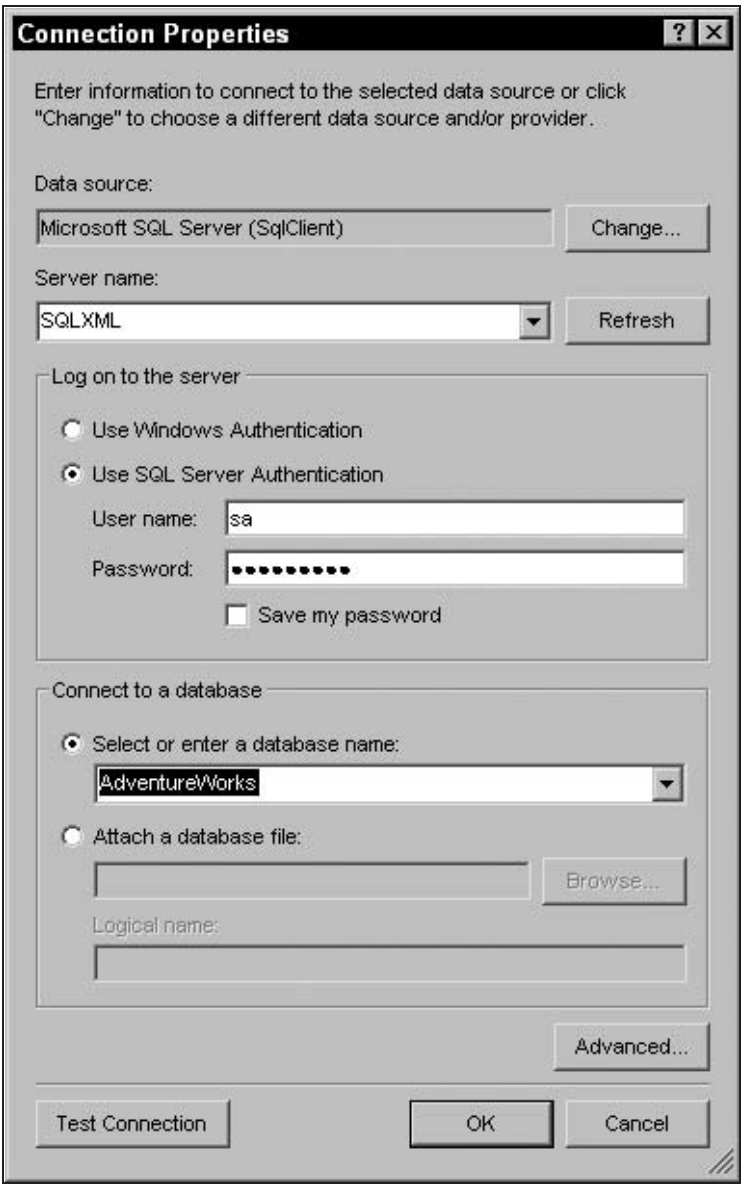 Connection Properties
Enter information to connect to the selected data source or click
"Change" to choose a different data source and/or provider.
Data source:
Microsoft SQL Server (SqlClient)
Change...
Server name:
SQLXML
Refresh
Log on to the server
Use Windows Authentication
Use SQL Server Authentication
User name: sa
Password: •••••••••
Save my password
Connect to a database
Select or enter a database name:
AdventureWorks
Attach a database file:
Browse...
Logical name:
Advanced...
Test Connection OK Cancel